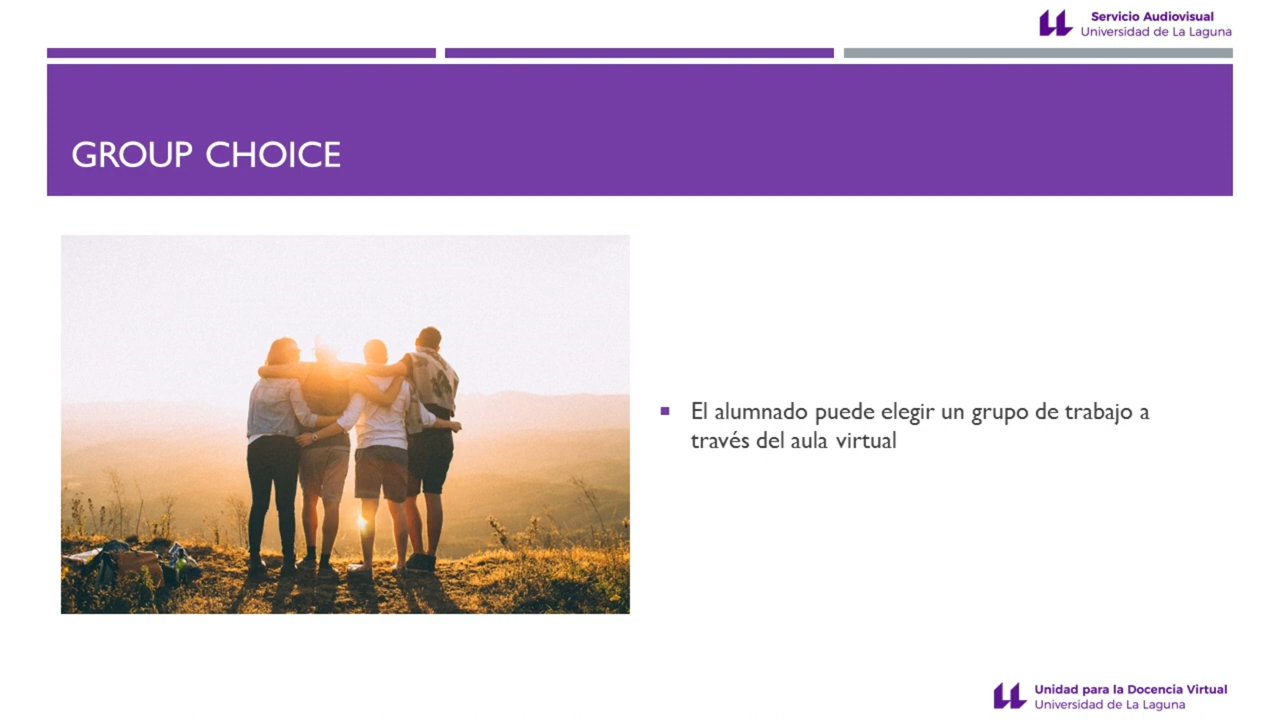 Servicio Audiovisual
Universidad de La Laguna
GROUP CHOICE
El alumnado puede elegir un grupo de trabajo a
través del aula virtual
Unidad para la Docencia Virtual
Universidad de La Laguna